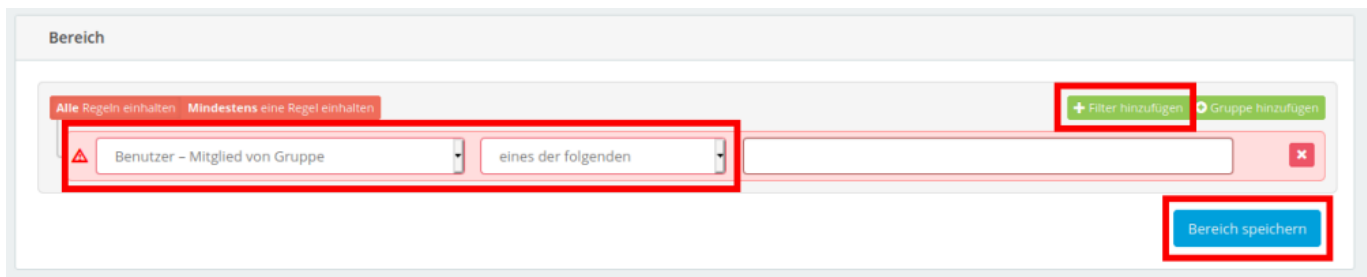 Bereich
Alle Regeln einhalten Mindestens eine Regel einhalten
Filter hinzufügen Gruppe hinzufügen
Benutzer – Mitglied von Gruppe eines der folgenden
Bereich speichern